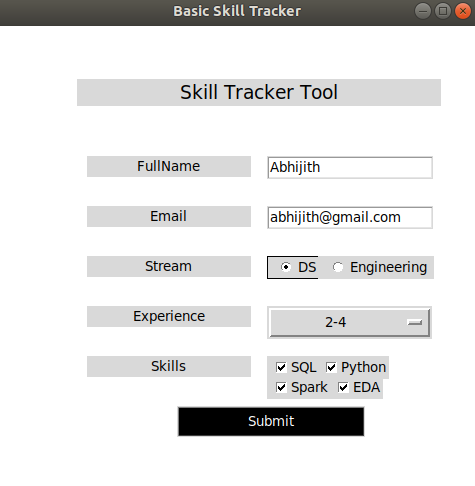 Basic Skill Tracker
Skill Tracker Tool
FullName Abhijith
Email abhijith@gmail.com
Stream DS Engineering
Experience 2-4
Skills SQL Python
Spark EDA
Submit